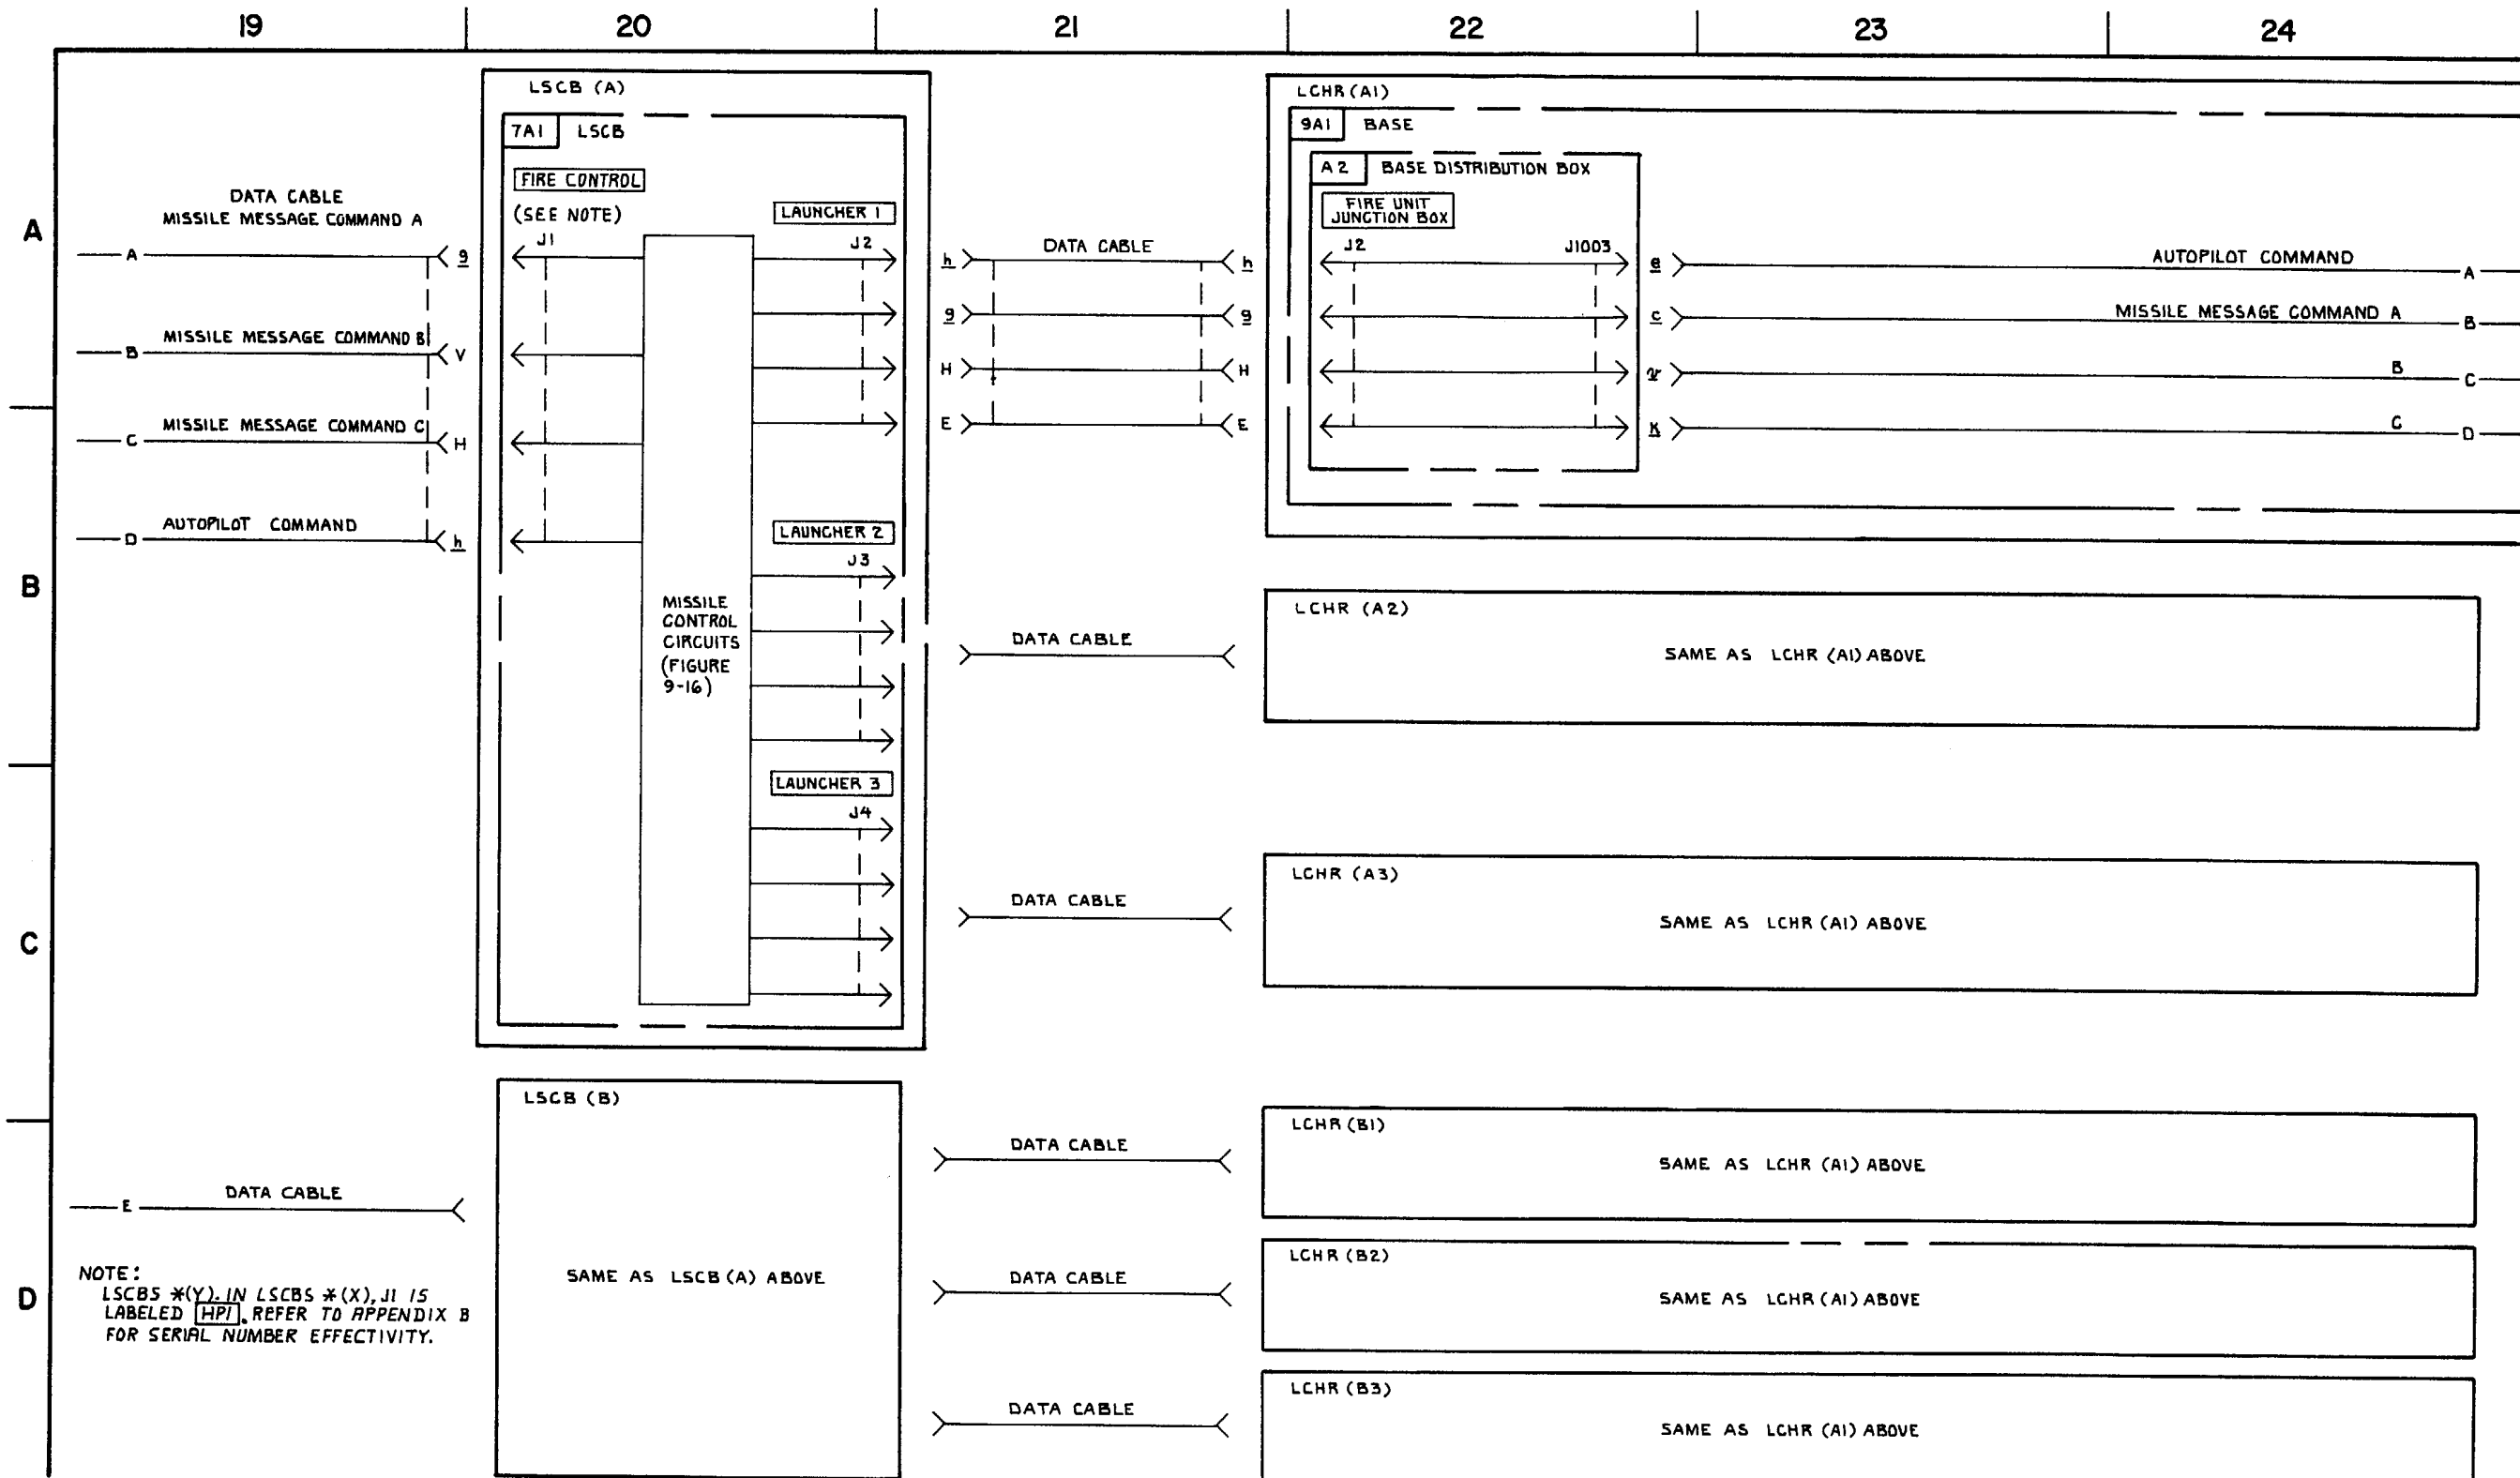 19 20 21 22 23 24
A
B
C
D
DATA CABLE
MISSILE MESSAGE COMMAND A
A g
MISSILE MESSAGE COMMAND B
B V
MISSILE MESSAGE COMMAND C
C H
AUTOPILOT COMMAND
D h
LSCB (A)
7A1 LSCB
FIRE CONTROL
(SEE NOTE)
J1
MISSILE
CONTROL
CIRCUITS
(FIGURE
9-16)
LAUNCHER 1
J2
LAUNCHER 2
J3
LAUNCHER 3
J4
DATA CABLE
h h
g g
H H
E E
LCHR (A1)
9A1 BASE
A2 BASE DISTRIBUTION BOX
FIRE UNIT
JUNCTION BOX
J2 J1003
e AUTOPILOT COMMAND A
c MISSILE MESSAGE COMMAND A B
B C
k C D
DATA CABLE
LCHR (A2)
SAME AS LCHR (A1) ABOVE
DATA CABLE
LCHR (A3)
SAME AS LCHR (A1) ABOVE
E DATA CABLE
LSCB (B)
SAME AS LSCB (A) ABOVE
DATA CABLE
LCHR (B1)
SAME AS LCHR (A1) ABOVE
DATA CABLE
LCHR (B2)
SAME AS LCHR (A1) ABOVE
DATA CABLE
LCHR (B3)
SAME AS LCHR (A1) ABOVE
NOTE:
LSCBS *(Y). IN LSCBS *(X), J1 IS
LABELED HPI. REFER TO APPENDIX B
FOR SERIAL NUMBER EFFECTIVITY.